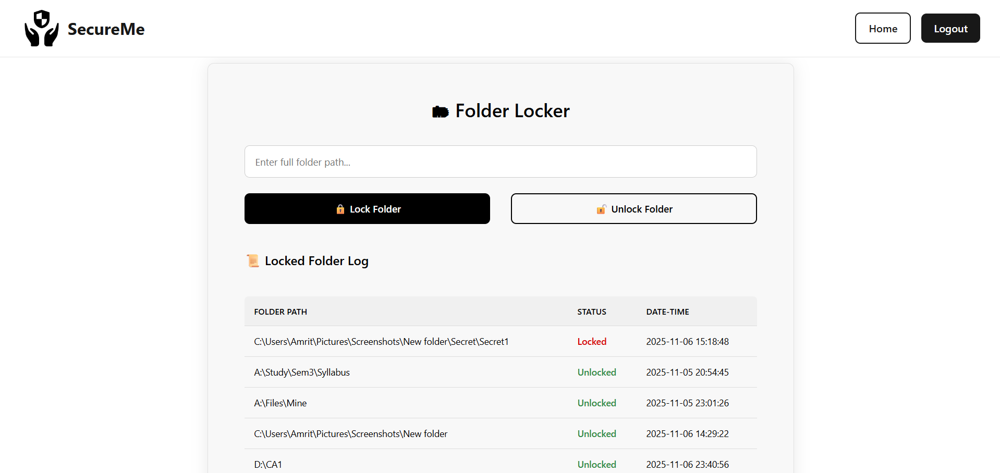 SecureMe
Home
Logout
Folder Locker
Enter full folder path...
🔒 Lock Folder
🔓 Unlock Folder
📜 Locked Folder Log
FOLDER PATH STATUS DATE-TIME
C:\Users\Amrit\Pictures\Screenshots\New folder\Secret\Secret1 Locked 2025-11-06 15:18:48
A:\Study\Sem3\Syllabus Unlocked 2025-11-05 20:54:45
A:\Files\Mine Unlocked 2025-11-05 23:01:26
C:\Users\Amrit\Pictures\Screenshots\New folder Unlocked 2025-11-06 14:29:22
D:\CA1 Unlocked 2025-11-06 23:40:56